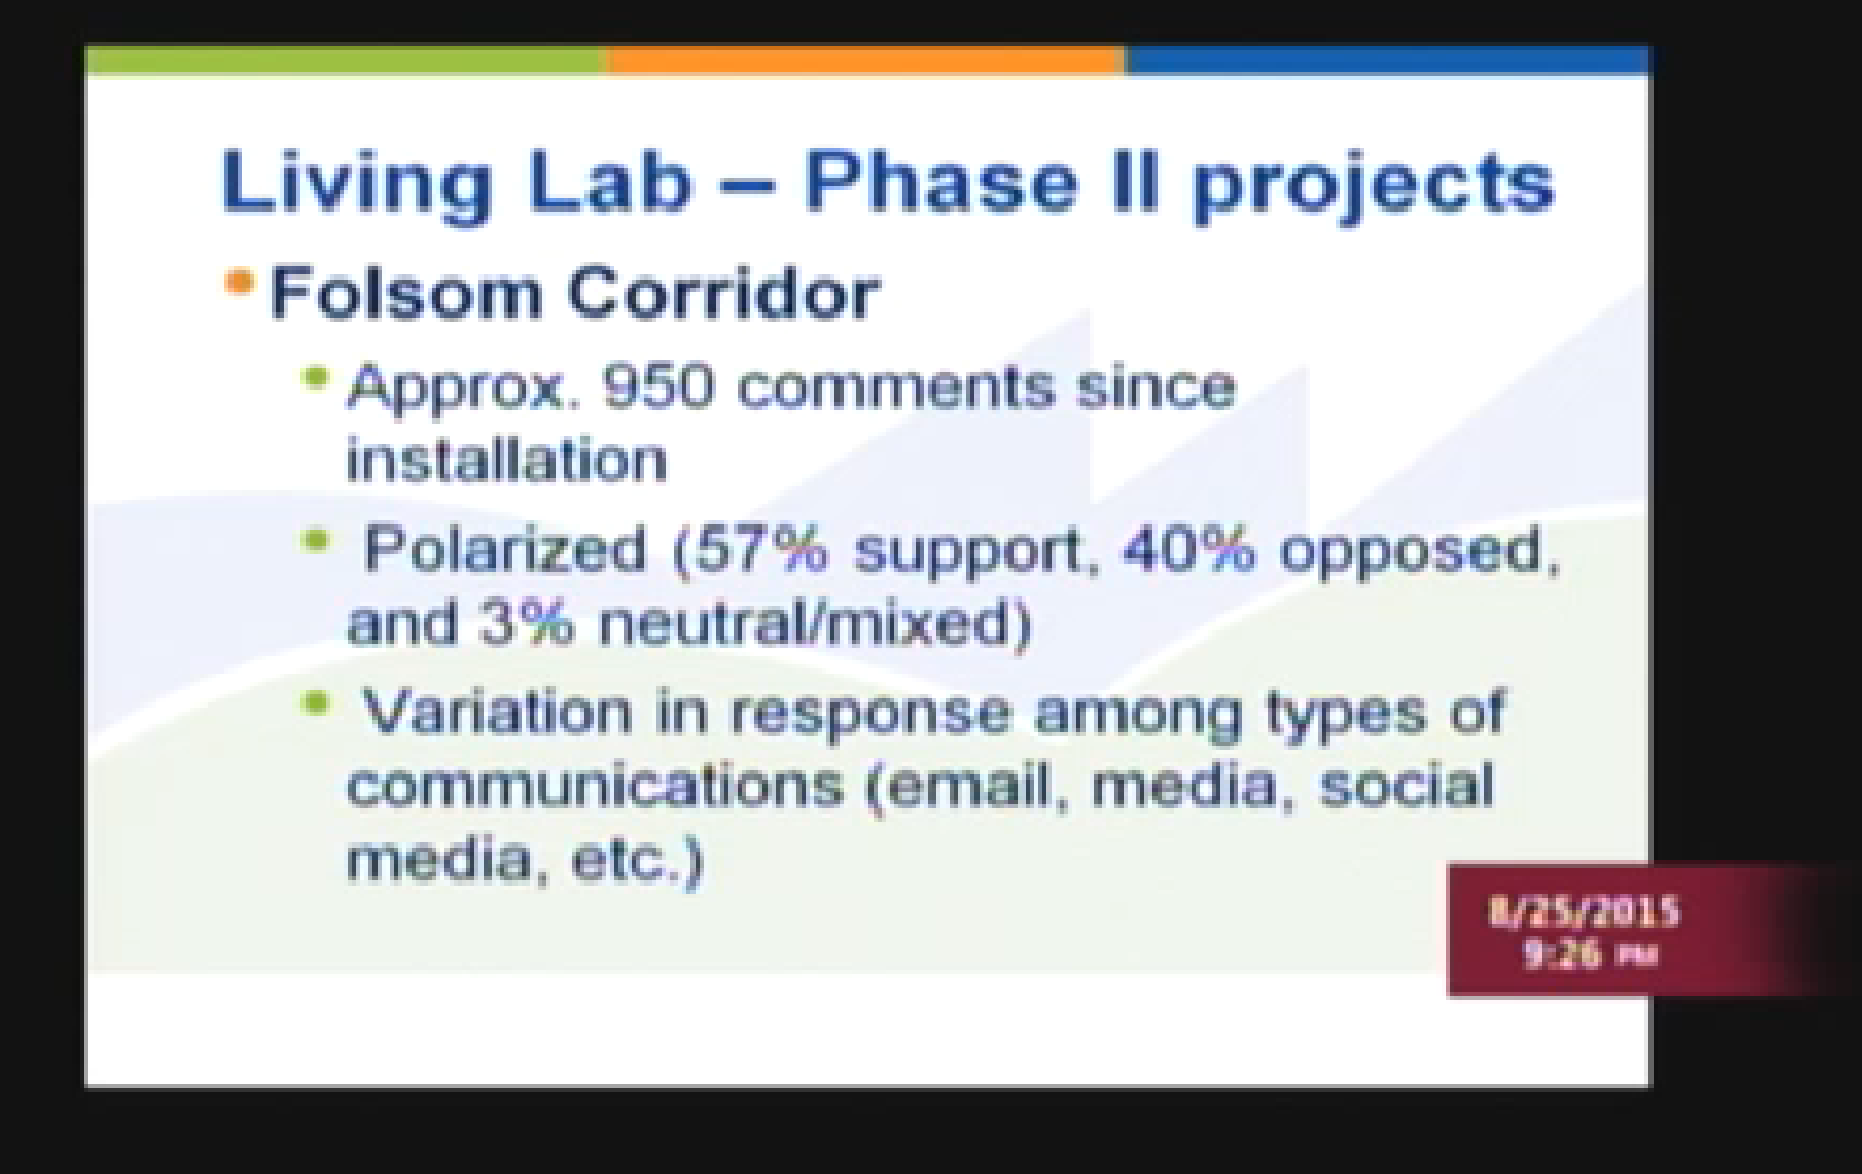 Living Lab – Phase II projects
• Folsom Corridor
• Approx. 950 comments since
installation
• Polarized (57% support, 40% opposed,
and 3% neutral/mixed)
• Variation in response among types of
communications (email, media, social
media, etc.)
8/25/2015
9:26 PM